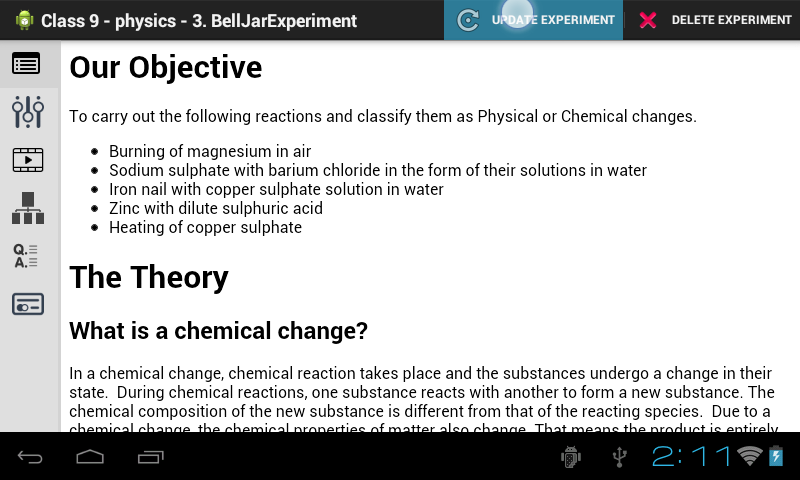 Class 9 - physics - 3. BellJarExperiment
UPDATE EXPERIMENT
DELETE EXPERIMENT
Our Objective
To carry out the following reactions and classify them as Physical or Chemical changes.
Burning of magnesium in air
Sodium sulphate with barium chloride in the form of their solutions in water
Iron nail with copper sulphate solution in water
Zinc with dilute sulphuric acid
Heating of copper sulphate
Q.
A.
The Theory
What is a chemical change?
In a chemical change, chemical reaction takes place and the substances undergo a change in their
state. During chemical reactions, one substance reacts with another to form a new substance. The
chemical composition of the new substance is different from that of the reacting species. Due to a
chemical change, the chemical properties of matter also change. That means the product is entirely
2:11